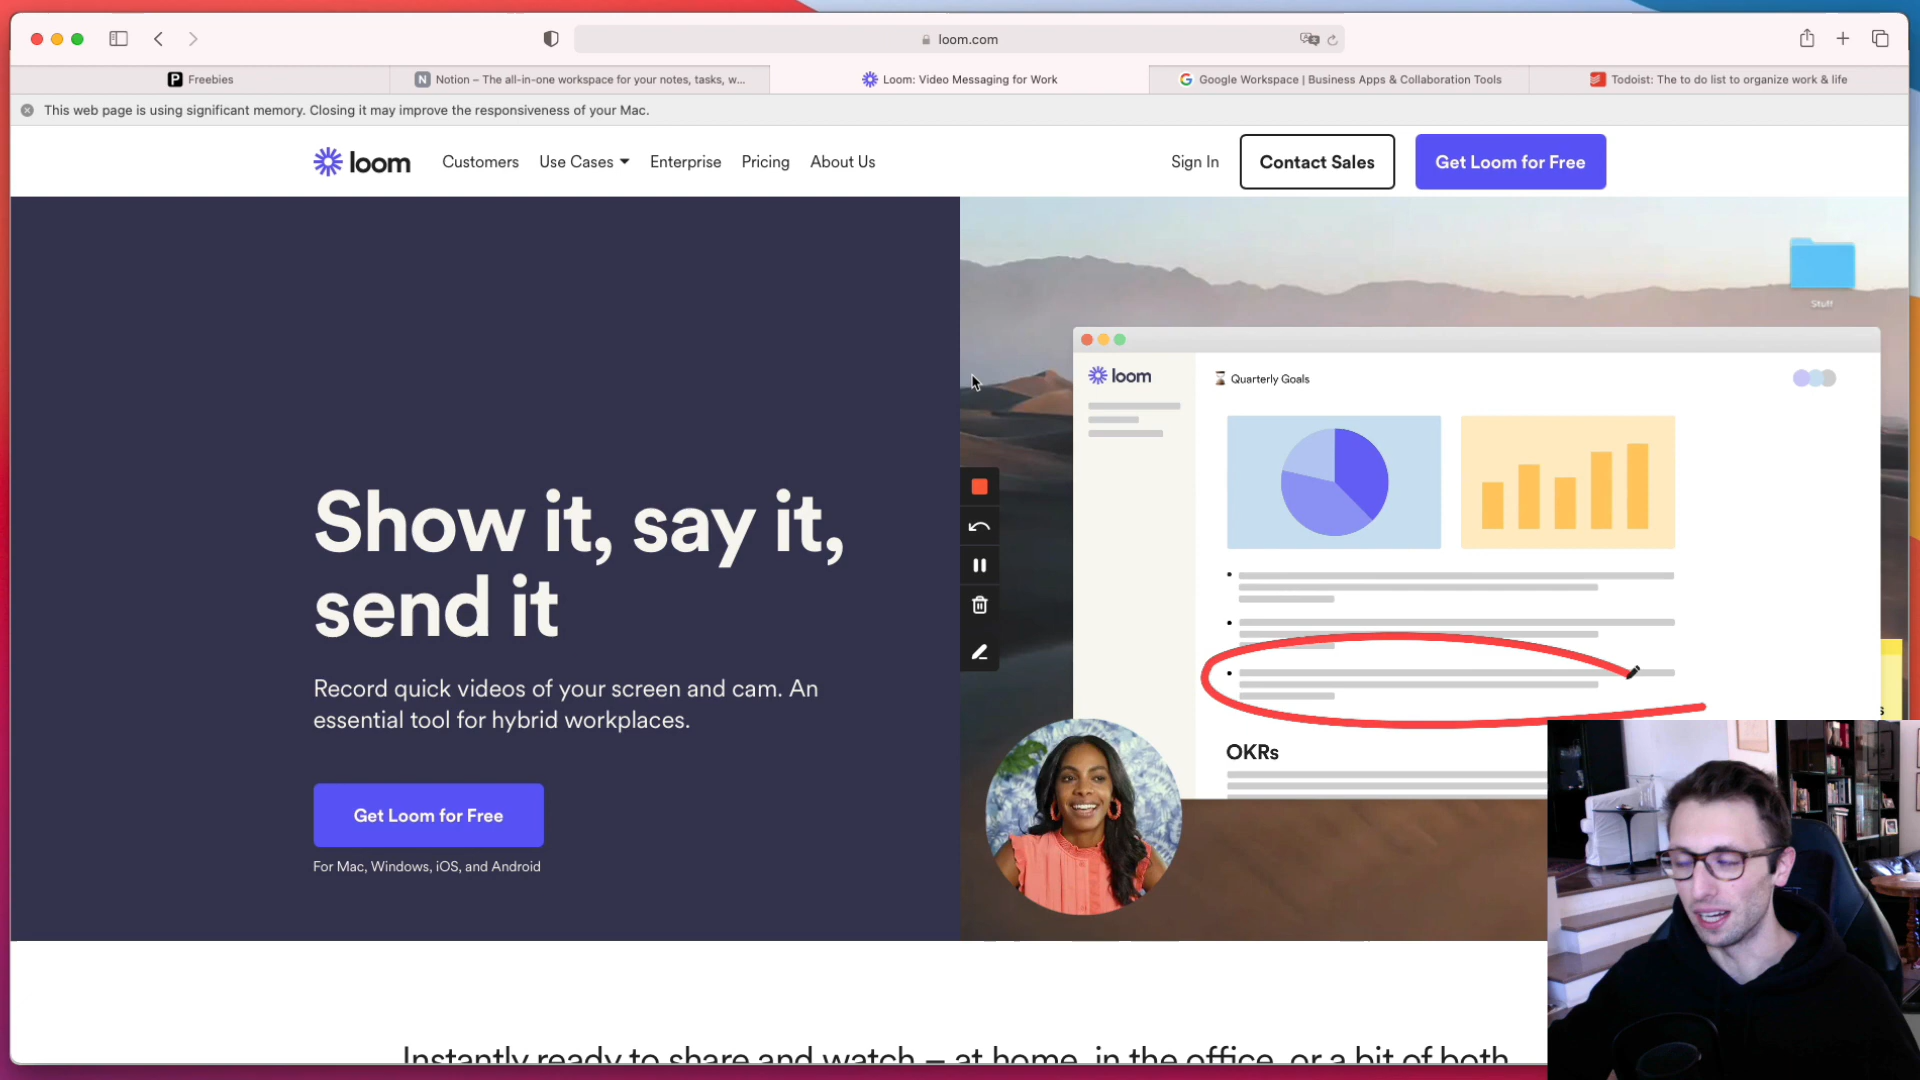 loom.com
Freebies
Notion – The all-in-one workspace for your notes, tasks, w...
Loom: Video Messaging for Work
Google Workspace | Business Apps & Collaboration Tools
Todoist: The to do list to organize work & life
This web page is using significant memory. Closing it may improve the responsiveness of your Mac.
loom
Customers
Use Cases
Enterprise
Pricing
About Us
Sign In
Contact Sales
Get Loom for Free
Stuff
loom
Quarterly Goals
Show it, say it,
send it
Record quick videos of your screen and cam. An
essential tool for hybrid workplaces.
OKRs
Get Loom for Free
For Mac, Windows, iOS, and Android
Instantly ready to share and watch – at home, in the office, or a bit of both